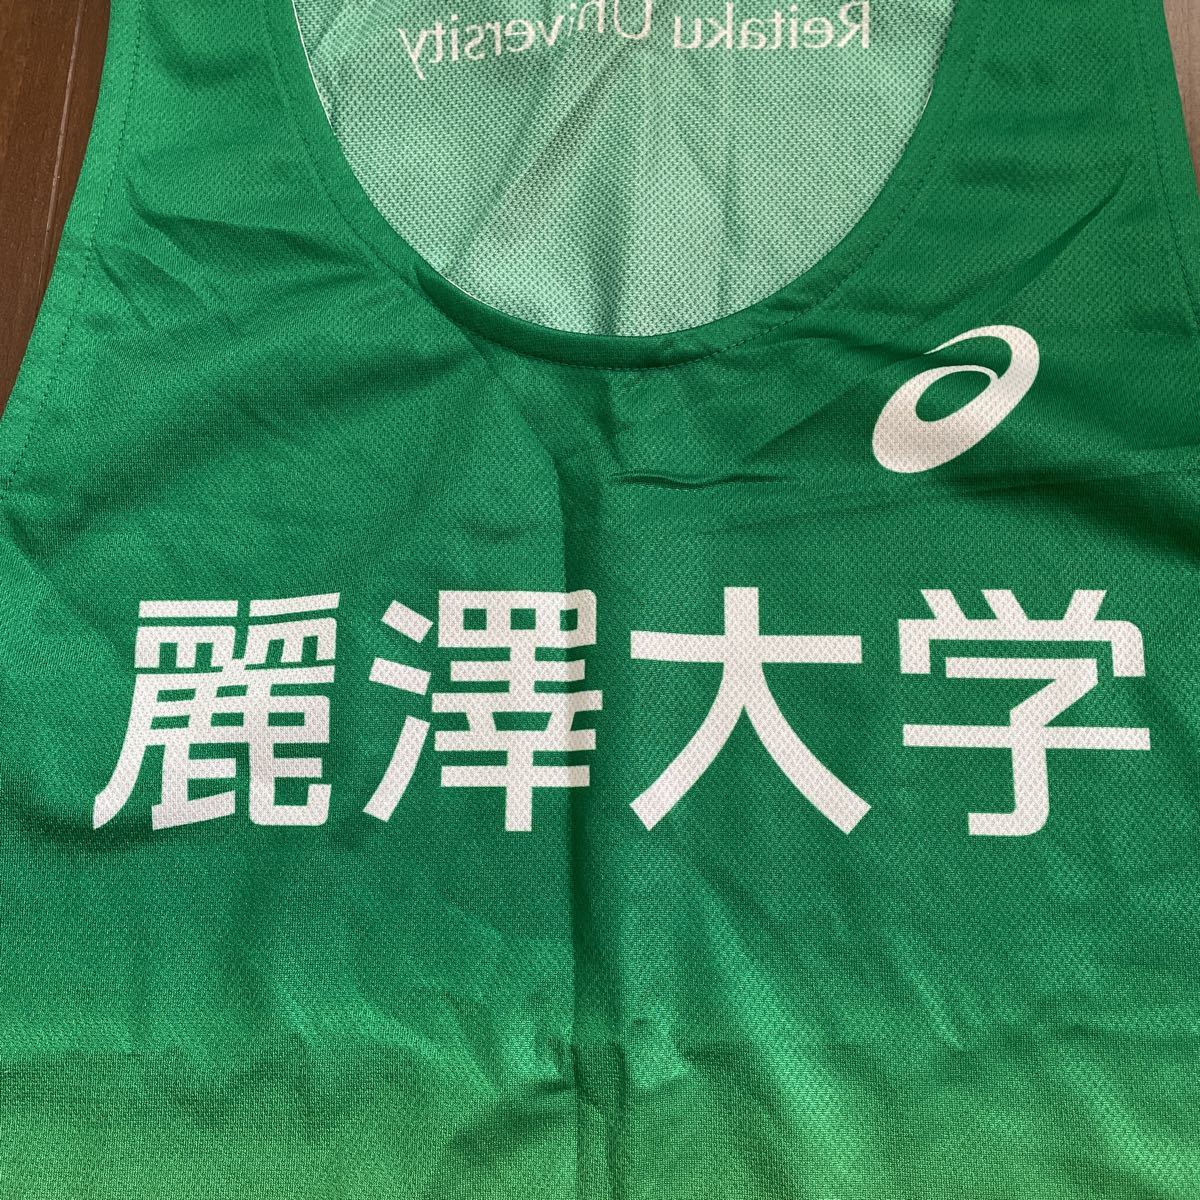 Reitaku University
麗澤大学